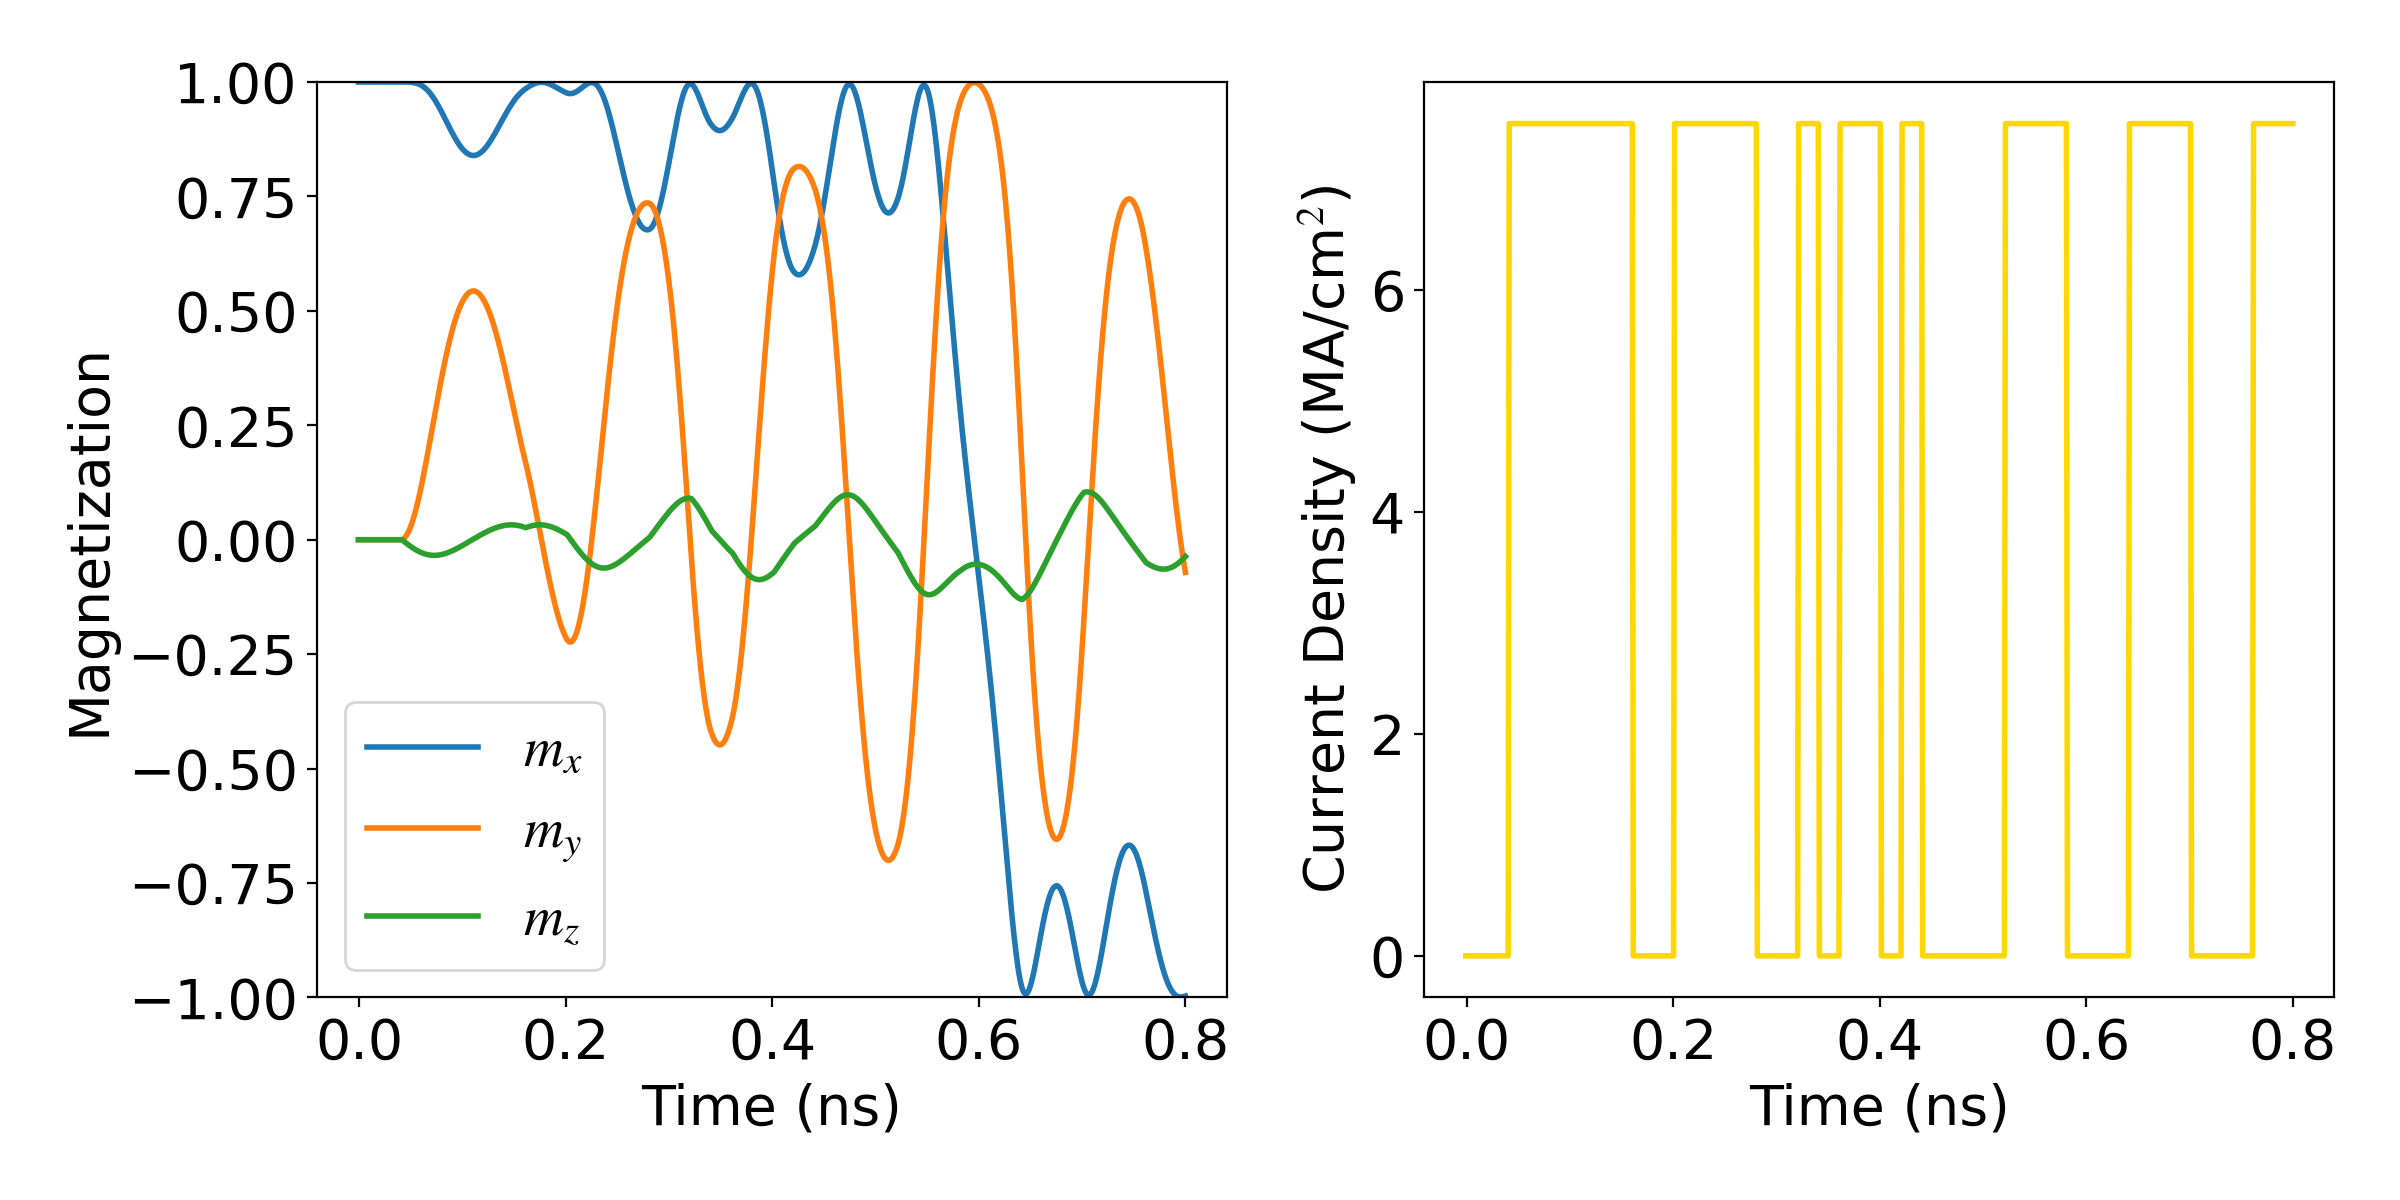 Magnetization
1.00
0.75
0.50
0.25
0.00
−0.25
−0.50
−0.75
−1.00
m_x
m_y
m_z
0.0 0.2 0.4 0.6 0.8
Time (ns)
Current Density (MA/cm²)
6
4
2
0
0.0 0.2 0.4 0.6 0.8
Time (ns)